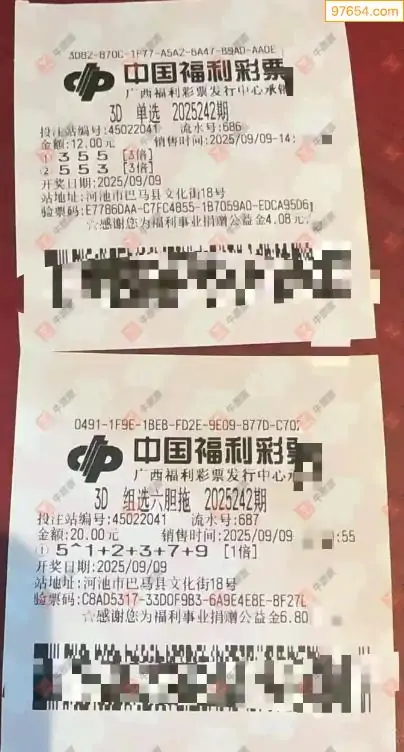 97654.com
3DB2-870C-1F77-A5A2-6A47-B9AD-AA0E
中国福利彩票
广西福利彩票发行中心承销
3D 单选 2025242期
投注站编号:45022041 流水号:686
金额:12.00元 销售时间:2025/09/09-14:
① 3 5 5 [3倍]
② 5 5 3 [3倍]
开奖日期:2025/09/09
站地址:河池市巴马县文化街18号
验票码:E7786DAA-C7FC4855-1B7059A0-EDCA95D6
感谢您为福利事业捐赠公益金4.08元
0491-1F9E-1BEB-FD2E-9E09-877D-C702
中国福利彩票
广西福利彩票发行中心承
3D 组选六胆拖 2025242期
投注站编号:45022041 流水号:687
金额:20.00元 销售时间:2025/09/09 :55
① 5^1+2+3+7+9 [1倍]
开奖日期:2025/09/09
站地址:河池市巴马县文化街18号
验票码:C8AD5317-33D0F9B3-6A9E4E8E-8F27
感谢您为福利事业捐赠公益金6.80